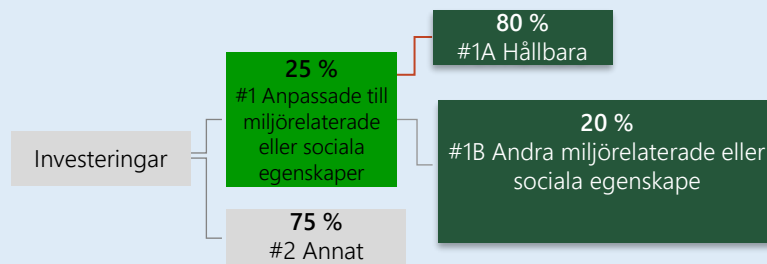 Investeringar
25 %
#1 Anpassade till
miljörelaterade
eller sociala
egenskaper
75 %
#2 Annat
80 %
#1A Hållbara
20 %
#1B Andra miljörelaterade eller
sociala egenskape